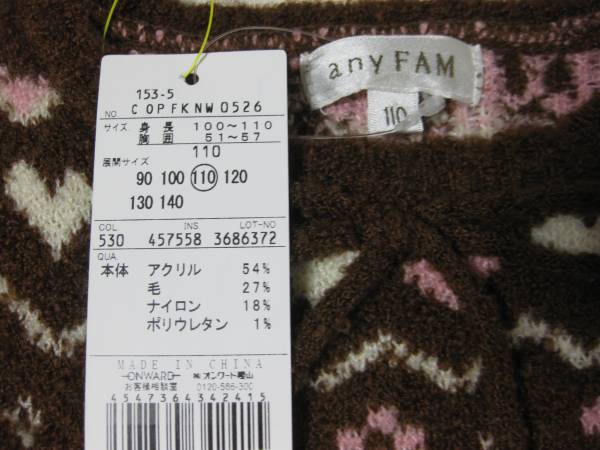 153-5
NO. COPFKNW0526
サイズ 身長 100~110
胸囲 51~57
110
展開サイズ
90 100 110 120
130 140
COL INS. LOT-NO
530 457558 3686372
QUA.
本体 アクリル 54%
毛 27%
ナイロン 18%
ポリウレタン 1%
MADE IN CHINA
ONWARD ㈱オンワード樫山
お客様相談室 0120-586-300
4547364342415
any FAM
110